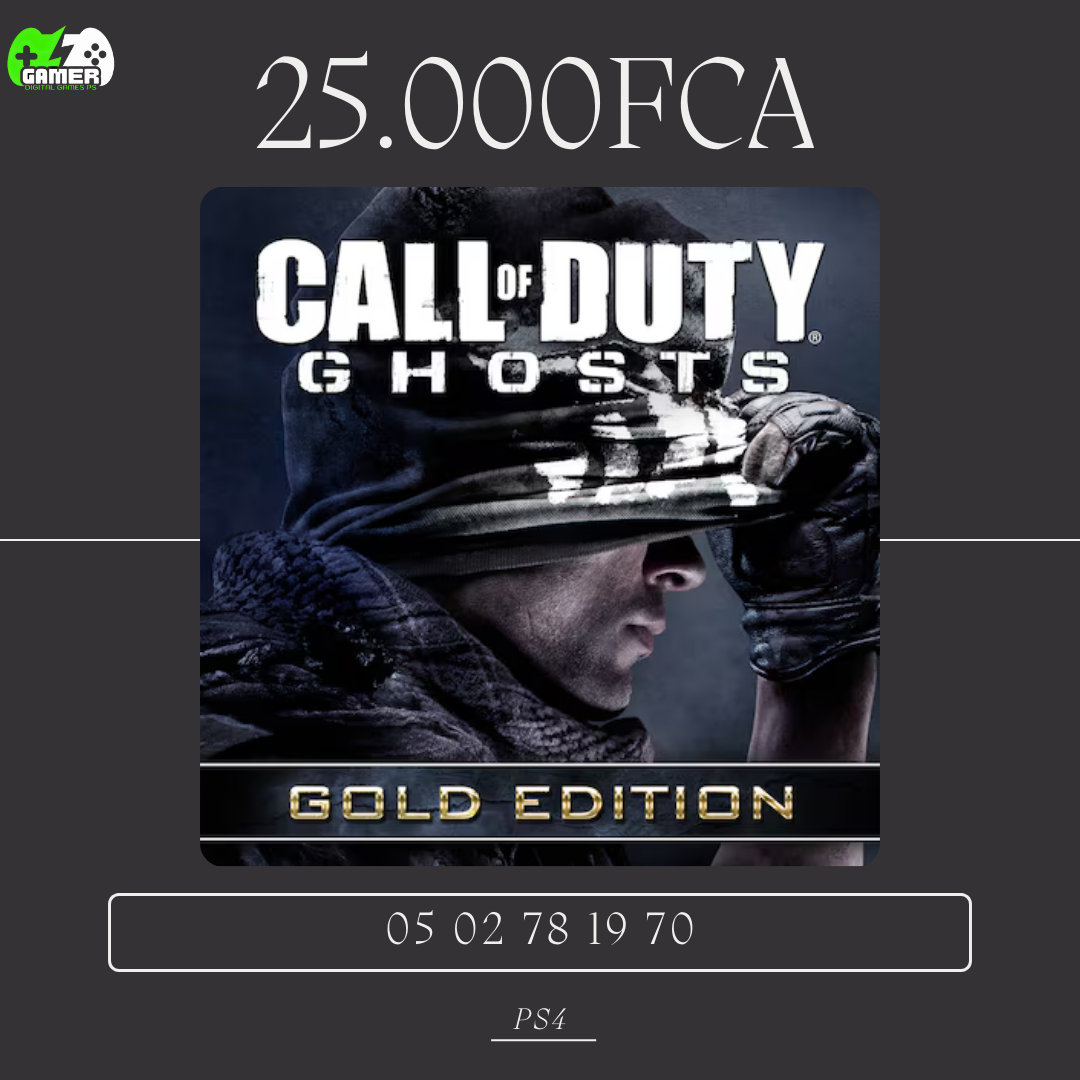 GAMER
DIGITAL GAMES PS
25.000FCA
CALL OF DUTY®
GHOSTS
GOLD EDITION
05 02 78 19 70
PS4